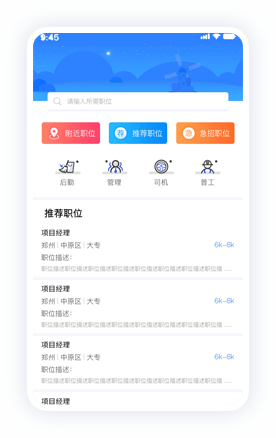 9:45
请输入所需职位
附近职位
荐 推荐职位
急 急招职位
后勤 管理 司机 普工
推荐职位
项目经理
郑州 | 中原区 | 大专 6k-8k
职位描述：
职位描述职位描述职位描述职位描述职位描述职位描述职位描述职位描 ......
项目经理
郑州 | 中原区 | 大专 6k-8k
职位描述：
职位描述职位描述职位描述职位描述职位描述职位描述职位描述职位描 ......
项目经理
郑州 | 中原区 | 大专 6k-8k
职位描述：
职位描述职位描述职位描述职位描述职位描述职位描述职位描述职位描 ......
项目经理